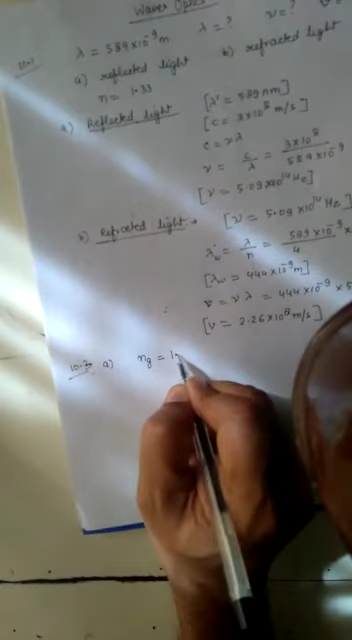 Wave Optics
10.1 λ = 589 × 10⁻⁹ m. λ = ? ν = ?
a) reflected light b) refracted light
n = 1.33
a) Reflected light [λ' = 589 nm]
[c = 3×10⁸ m/s]
c = νλ
ν = c/λ = 3×10⁸/589×10⁻⁹
[ν = 5.09×10¹⁴ Hz]
b) Refracted light → [ν = 5.09×10¹⁴ Hz]
λw = λ/n = 589×10⁻⁹ ×
4
[λw = 444×10⁻⁹ m]
v = νλ = 444×10⁻⁹ × 5
[v = 2.26×10⁸ m/s]
10.2 a) ng = 1